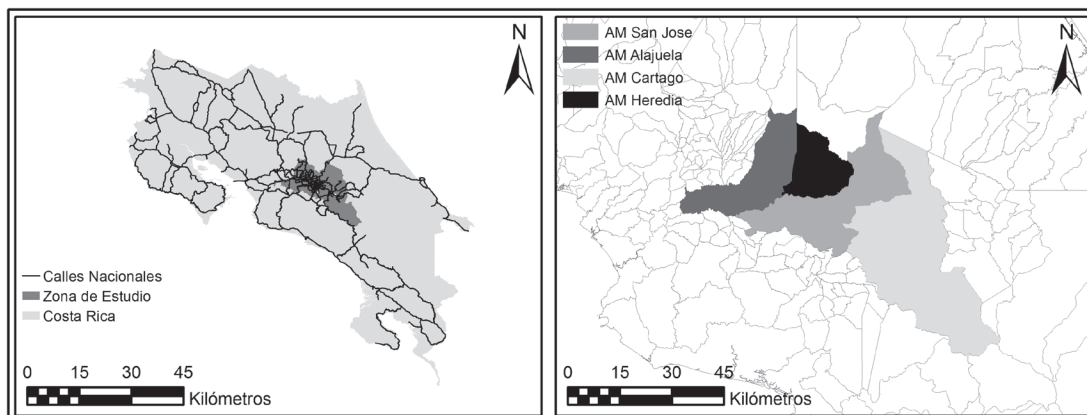 N
Calles Nacionales
Zona de Estudio
Costa Rica
0 15 30 45
Kilómetros
AM San Jose
AM Alajuela
AM Cartago
AM Heredia
N
0 15 30 45
Kilómetros